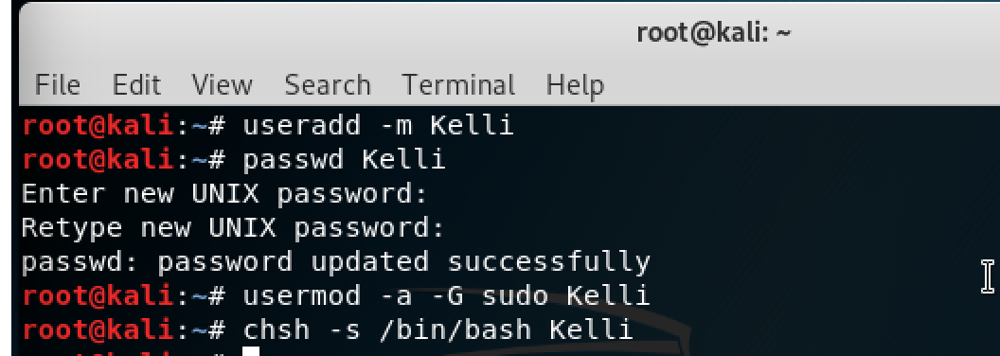 root@kali: ~
File Edit View Search Terminal Help
root@kali:~# useradd -m Kelli
root@kali:~# passwd Kelli
Enter new UNIX password:
Retype new UNIX password:
passwd: password updated successfully
root@kali:~# usermod -a -G sudo Kelli
root@kali:~# chsh -s /bin/bash Kelli